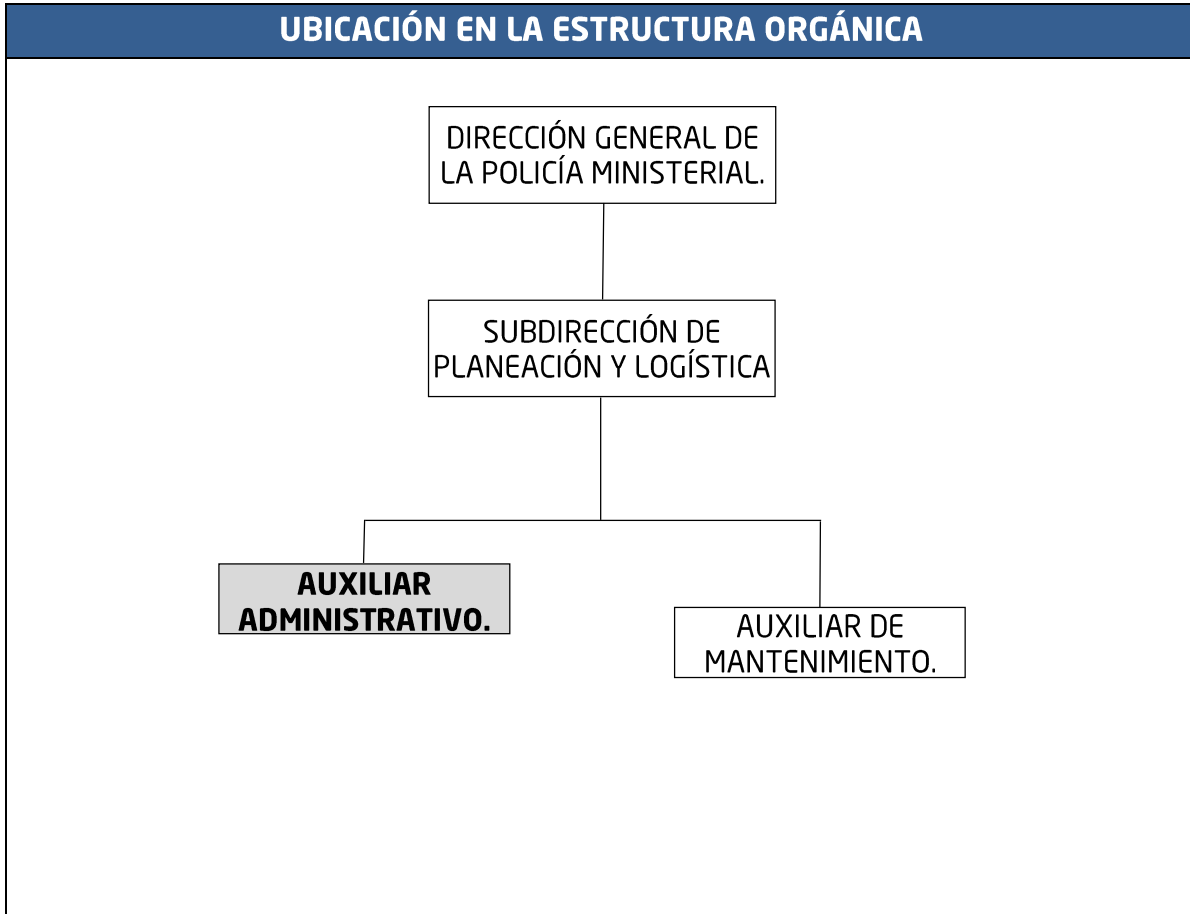 UBICACIÓN EN LA ESTRUCTURA ORGÁNICA
DIRECCIÓN GENERAL DE
LA POLICÍA MINISTERIAL.
SUBDIRECCIÓN DE
PLANEACIÓN Y LOGÍSTICA
AUXILIAR
ADMINISTRATIVO.
AUXILIAR DE
MANTENIMIENTO.